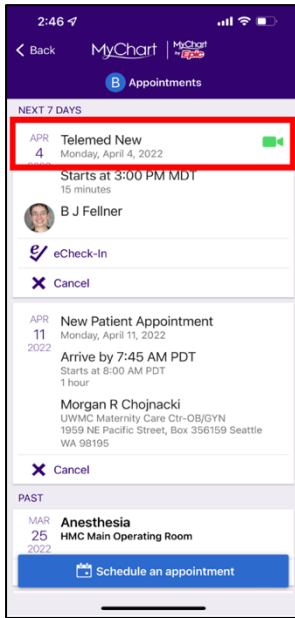 2:46
Back
MyChart
MyChart
by Epic
B Appointments
NEXT 7 DAYS
APR
4
2022
Telemed New
Monday, April 4, 2022
Starts at 3:00 PM MDT
15 minutes
B J Fellner
eCheck-In
Cancel
APR
11
2022
New Patient Appointment
Monday, April 11, 2022
Arrive by 7:45 AM PDT
Starts at 8:00 AM PDT
1 hour
Morgan R Chojnacki
UWMC Maternity Care Ctr-OB/GYN
1959 NE Pacific Street, Box 356159 Seattle
WA 98195
Cancel
PAST
MAR
25
2022
Anesthesia
HMC Main Operating Room
Schedule an appointment